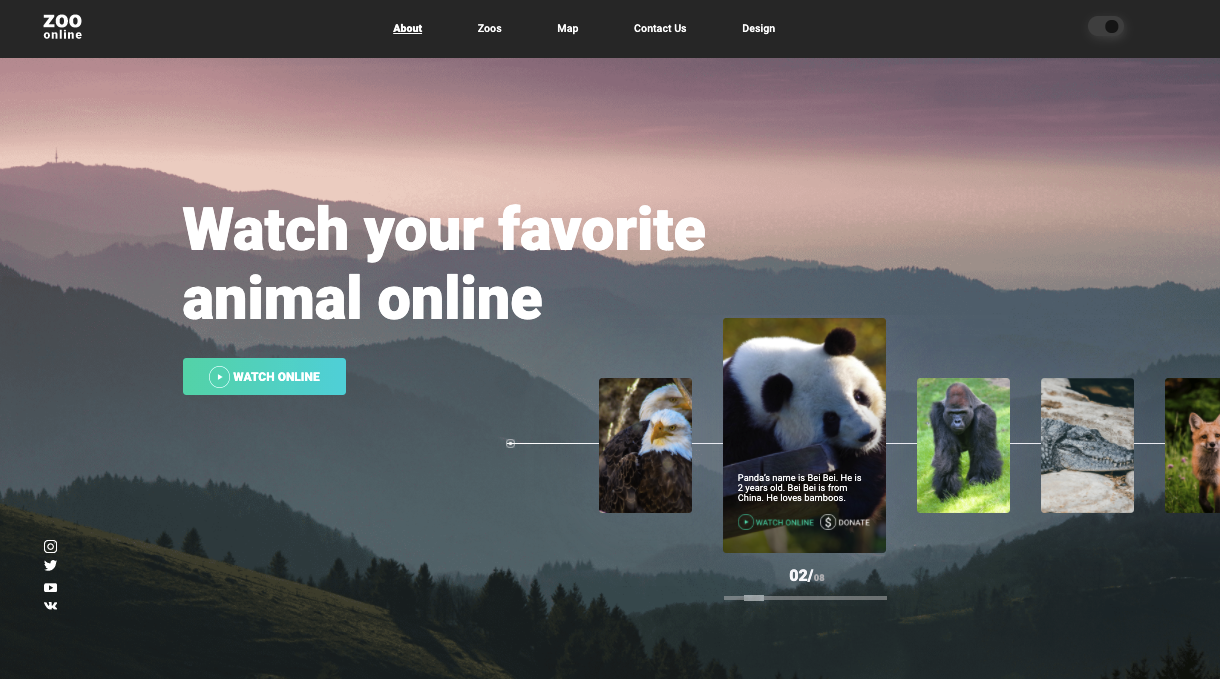 ZOO
online
About
Zoos
Map
Contact Us
Design
Watch your favorite
animal online
WATCH ONLINE
Panda's name is Bei Bei. He is
2 years old. Bei Bei is from
China. He loves bamboos.
WATCH ONLINE
$ DONATE
02/08